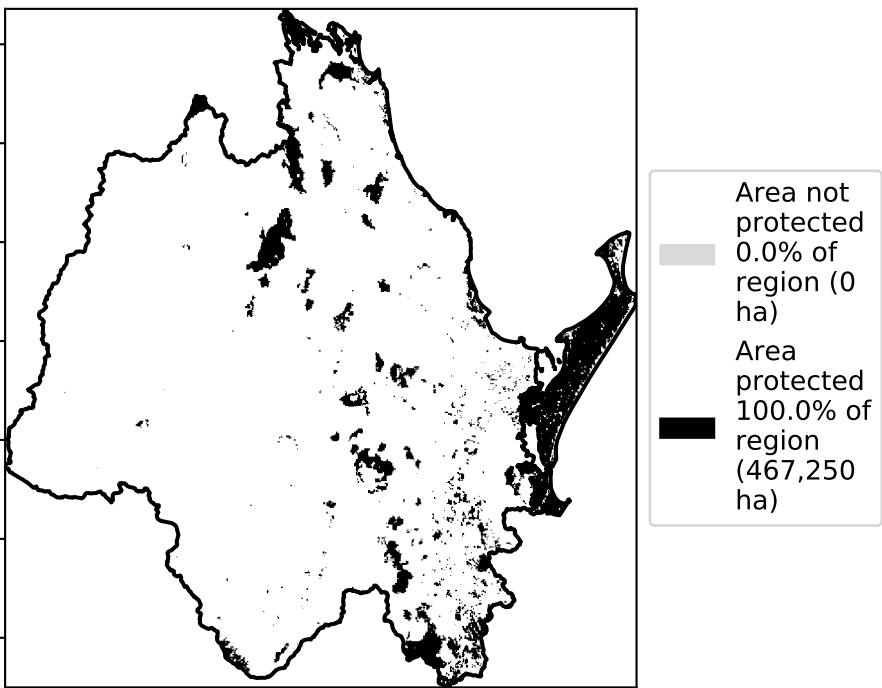 Area not
protected
0.0% of
region (0
ha)
Area
protected
100.0% of
region
(467,250
ha)